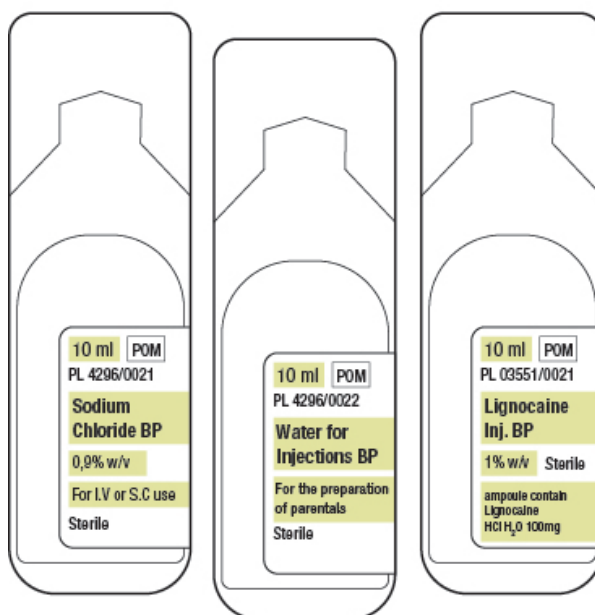 10 ml POM
PL 4296/0021
Sodium
Chloride BP
0,9% w/v
For I.V or S.C use
Sterile
10 ml POM
PL 4296/0022
Water for
Injections BP
For the preparation
of parentals
Sterile
10 ml POM
PL 03551/0021
Lignocaine
Inj. BP
1% w/v Sterile
ampoule contain
Lignocaine
HCl H₂O 100mg